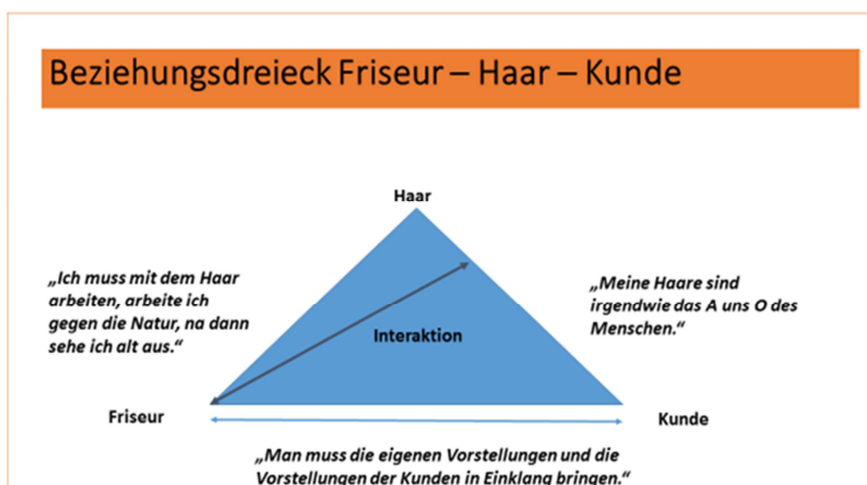 Beziehungsdreieck Friseur – Haar – Kunde
Haar
„Ich muss mit dem Haar
arbeiten, arbeite ich
gegen die Natur, na dann
sehe ich alt aus.“
„Meine Haare sind
irgendwie das A uns O des
Menschen.“
Interaktion
Friseur
Kunde
„Man muss die eigenen Vorstellungen und die
Vorstellungen der Kunden in Einklang bringen.“